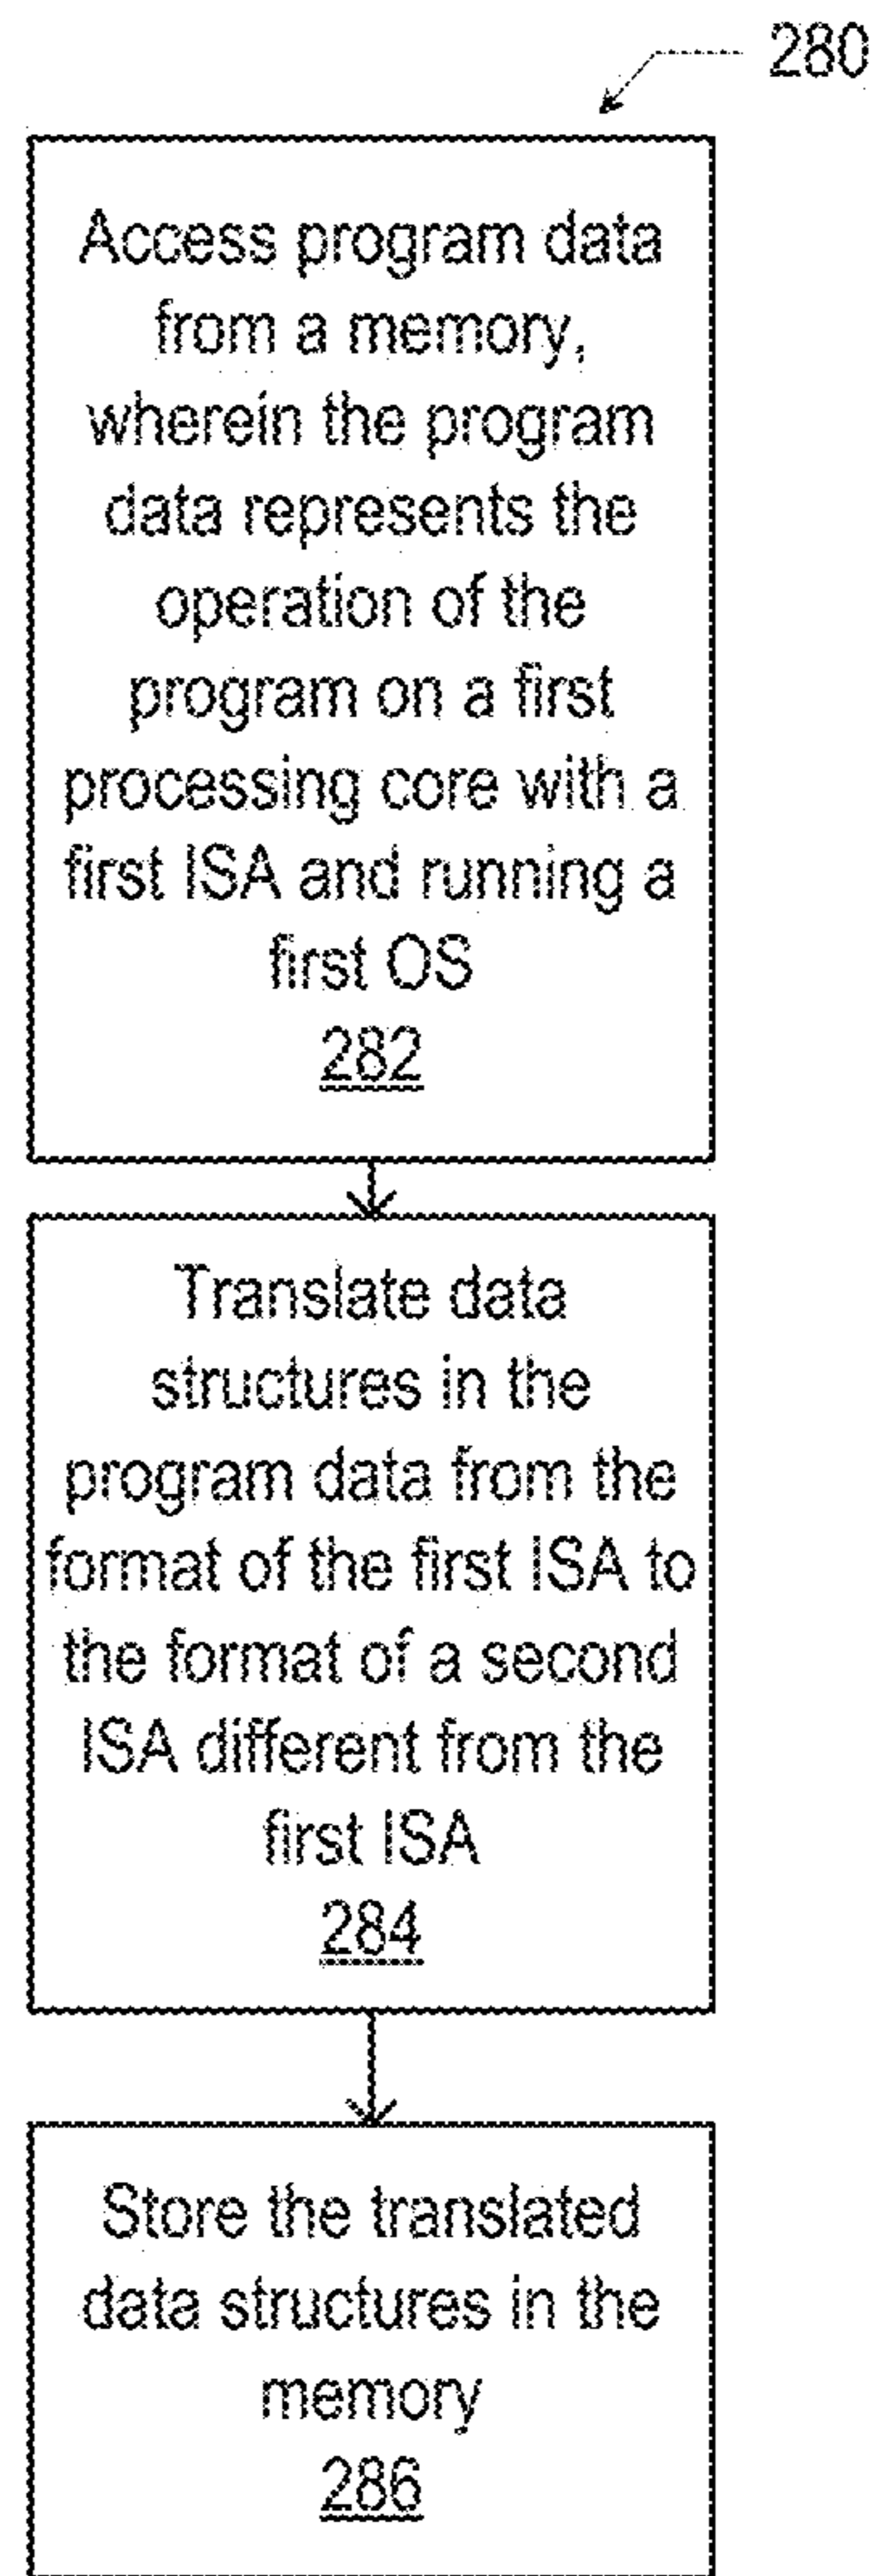 280
Access program data
from a memory,
wherein the program
data represents the
operation of the
program on a first
processing core with a
first ISA and running a
first OS
282
Translate data
structures in the
program data from the
format of the first ISA to
the format of a second
ISA different from the
first ISA
284
Store the translated
data structures in the
memory
286